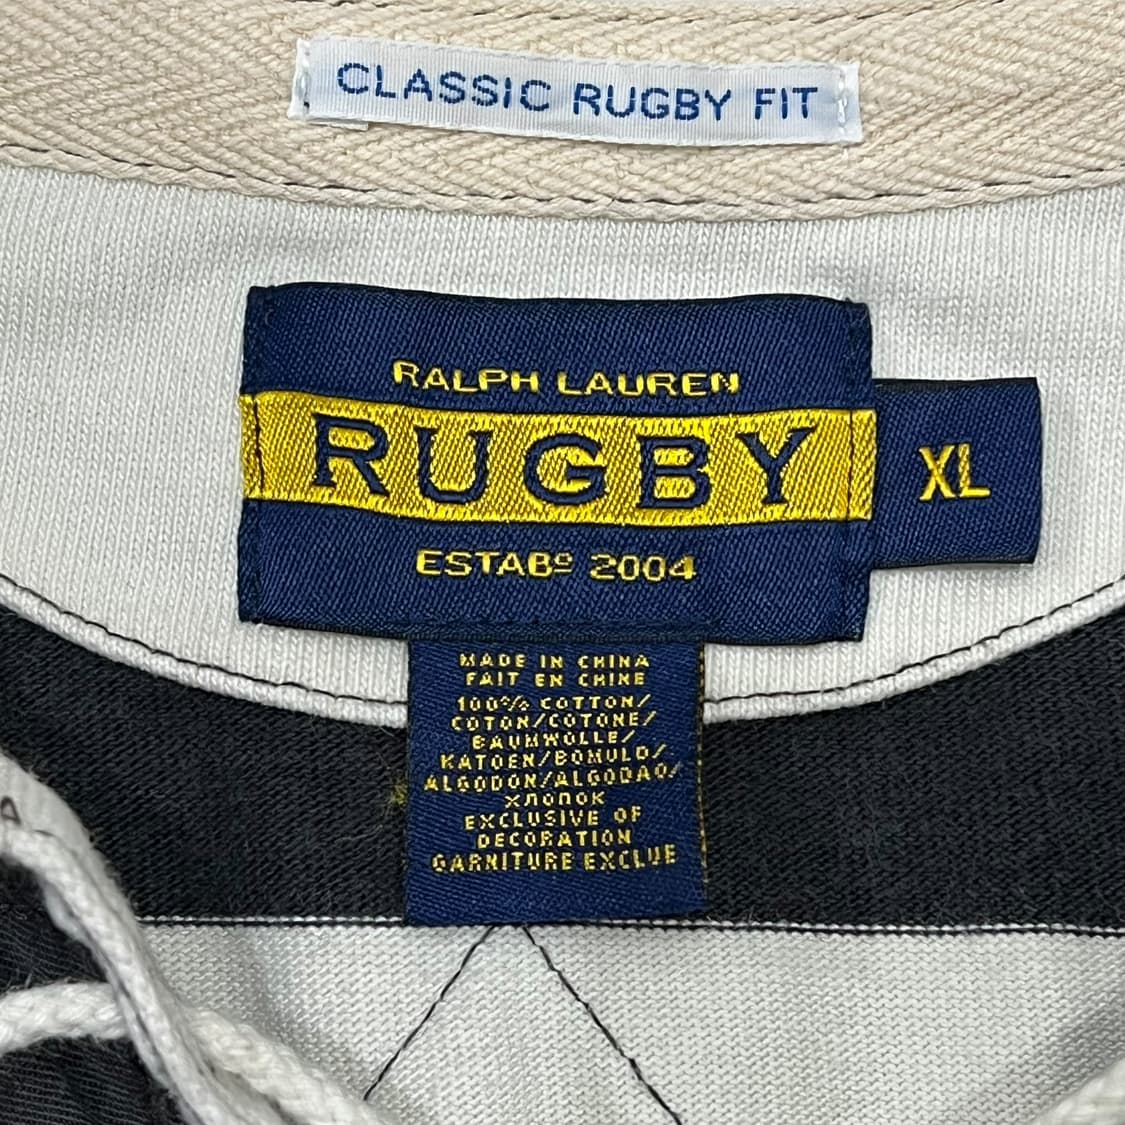 CLASSIC RUGBY FIT
RALPH LAUREN
RUGBY
XL
ESTABº 2004
MADE IN CHINA
FAIT EN CHINE
100% COTTON/
COTON/COTONE/
BAUMWOLLE/
KATOEN/BOMULD/
ALGODON/ALGODAO/
хлопок
EXCLUSIVE OF
DECORATION
GARNITURE EXCLUE